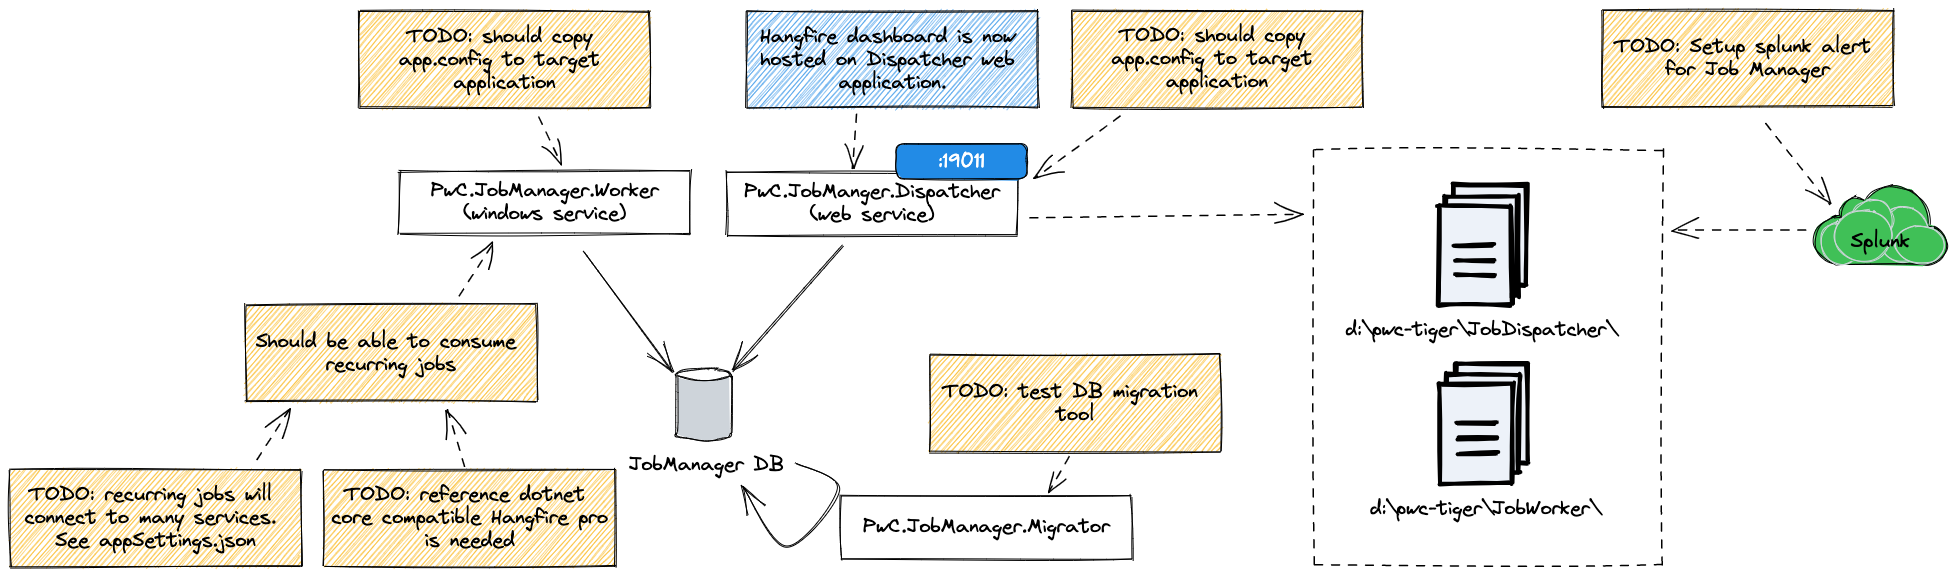 TODO: should copy
app.config to target
application
Hangfire dashboard is now
hosted on Dispatcher web
application.
TODO: should copy
app.config to target
application
TODO: Setup splunk alert
for Job Manager
:19011
PwC.JobManager.Worker
(windows service)
PwC.JobManger.Dispatcher
(web service)
Splunk
Should be able to consume
recurring jobs
d:\pwc-tiger\JobDispatcher\
TODO: test DB migration
tool
JobManager DB
TODO: recurring jobs will
connect to many services.
See appSettings.json
TODO: reference dotnet
core compatible Hangfire pro
is needed
PwC.JobManager.Migrator
d:\pwc-tiger\JobWorker\